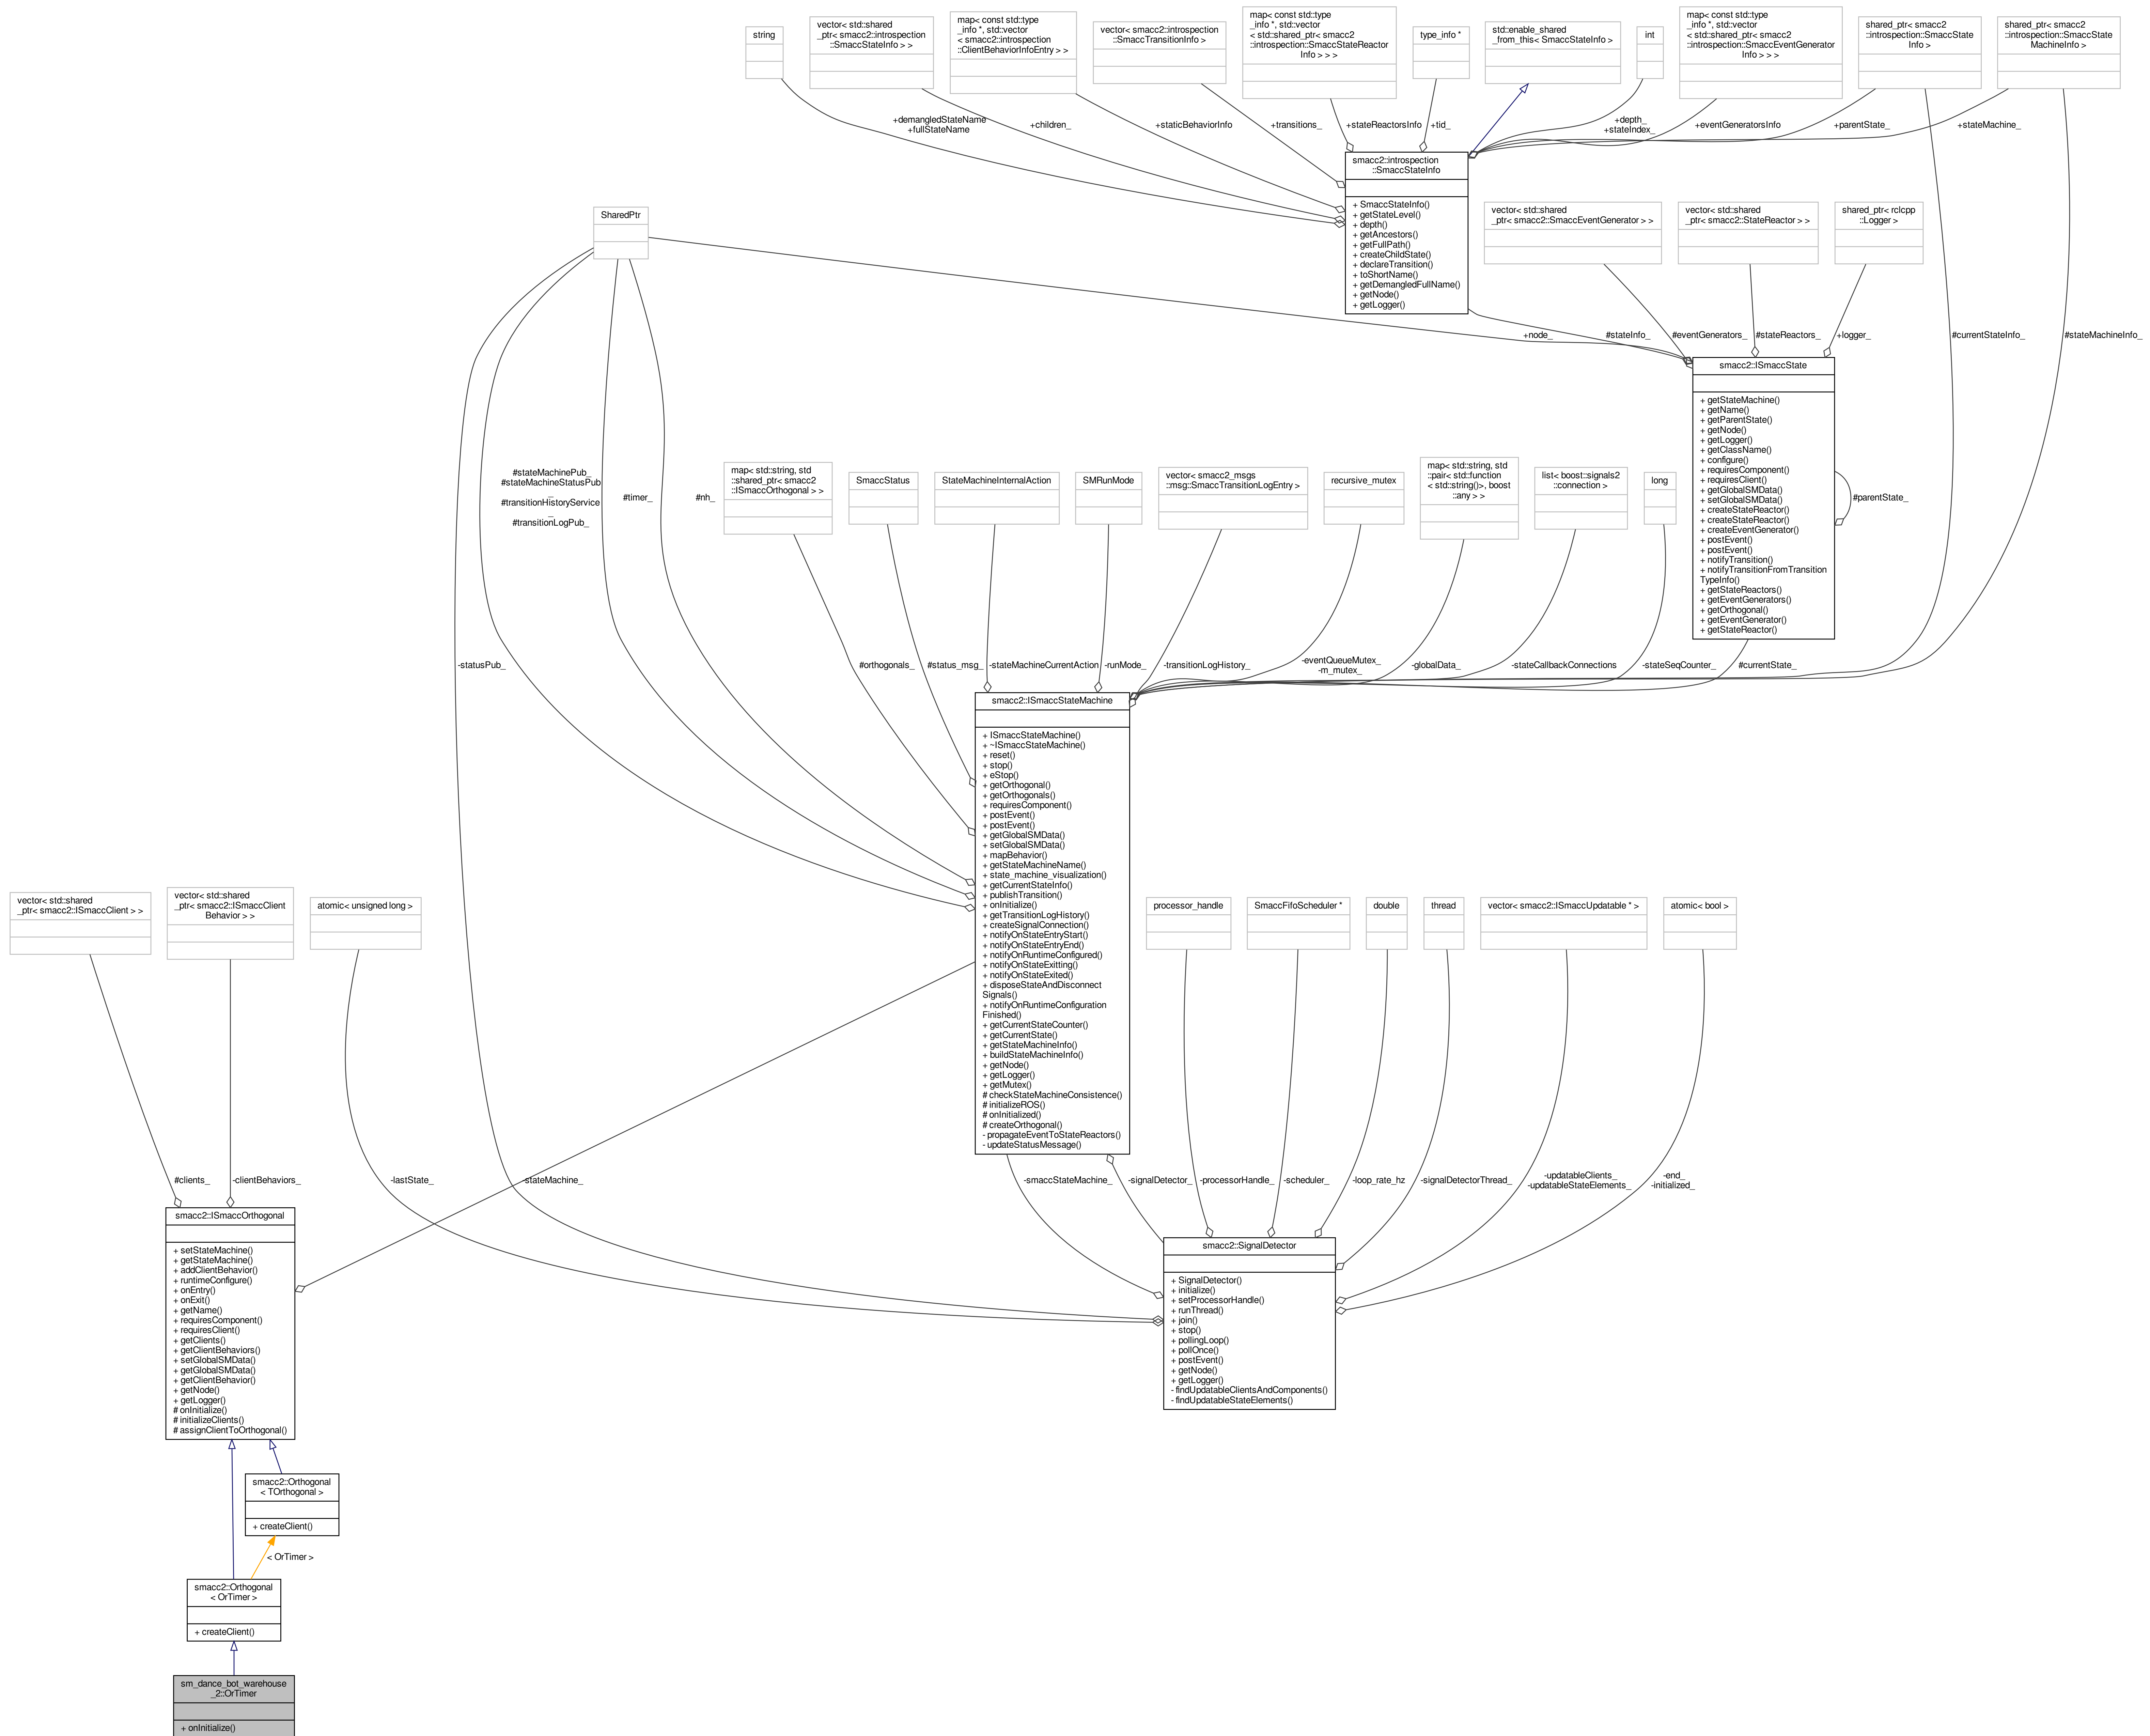 string
vector< std::shared
_ptr< smacc2::introspection
::SmaccStateInfo > >
map< const std::type
_info *, std::vector
< smacc2::introspection
::ClientBehaviorInfoEntry > >
vector< smacc2::introspection
::SmaccTransitionInfo >
map< const std::type
_info *, std::vector
< std::shared_ptr< smacc2
::introspection::SmaccStateReactor
Info > > >
type_info *
std::enable_shared
_from_this< SmaccStateInfo >
int
map< const std::type
_info *, std::vector
< std::shared_ptr< smacc2
::introspection::SmaccEventGenerator
Info > > >
shared_ptr< smacc2
::introspection::SmaccState
Info >
shared_ptr< smacc2
::introspection::SmaccState
MachineInfo >
+demangledStateName
+fullStateName
+children_
+staticBehaviorInfo
+transitions_
+stateReactorsInfo
+tid_
+depth_
+stateIndex_
+eventGeneratorsInfo
+parentState_
+stateMachine_
smacc2::introspection
::SmaccStateInfo
+ SmaccStateInfo()
+ getStateLevel()
+ depth()
+ getAncestors()
+ getFullPath()
+ createChildState()
+ declareTransition()
+ toShortName()
+ getDemangledFullName()
+ getNode()
+ getLogger()
SharedPtr
vector< std::shared
_ptr< smacc2::SmaccEventGenerator > >
vector< std::shared
_ptr< smacc2::StateReactor > >
shared_ptr< rclcpp
::Logger >
+node_
#stateInfo_
#eventGenerators_
#stateReactors_
+logger_
#currentStateInfo_
#stateMachineInfo_
smacc2::ISmaccState
+ getStateMachine()
+ getName()
+ getParentState()
+ getNode()
+ getLogger()
+ getClassName()
+ configure()
+ requiresComponent()
+ requiresClient()
+ getGlobalSMData()
+ setGlobalSMData()
+ createStateReactor()
+ createStateReactor()
+ createEventGenerator()
+ postEvent()
+ postEvent()
+ notifyTransition()
+ notifyTransitionFromTransition
TypeInfo()
+ getStateReactors()
+ getEventGenerators()
+ getOrthogonal()
+ getEventGenerator()
+ getStateReactor()
#parentState_
#stateMachinePub_
#stateMachineStatusPub
_
#transitionHistoryService
_
#transitionLogPub_
#timer_
#nh_
map< std::string, std
::shared_ptr< smacc2
::ISmaccOrthogonal > >
SmaccStatus
StateMachineInternalAction
SMRunMode
vector< smacc2_msgs
::msg::SmaccTransitionLogEntry >
recursive_mutex
map< std::string, std
::pair< std::function
< std::string()>, boost
::any > >
list< boost::signals2
::connection >
long
-statusPub_
#orthogonals_
#status_msg_
-stateMachineCurrentAction
-runMode_
-transitionLogHistory_
-eventQueueMutex_
-m_mutex_
-globalData_
-stateCallbackConnections
-stateSeqCounter_
#currentState_
smacc2::ISmaccStateMachine
+ ISmaccStateMachine()
+ ~ISmaccStateMachine()
+ reset()
+ stop()
+ eStop()
+ getOrthogonal()
+ getOrthogonals()
+ requiresComponent()
+ postEvent()
+ postEvent()
+ getGlobalSMData()
+ setGlobalSMData()
+ mapBehavior()
+ getStateMachineName()
+ state_machine_visualization()
+ getCurrentStateInfo()
+ publishTransition()
+ onInitialize()
+ getTransitionLogHistory()
+ createSignalConnection()
+ notifyOnStateEntryStart()
+ notifyOnStateEntryEnd()
+ notifyOnRuntimeConfigured()
+ notifyOnStateExitting()
+ notifyOnStateExited()
+ disposeStateAndDisconnect
Signals()
+ notifyOnRuntimeConfiguration
Finished()
+ getCurrentStateCounter()
+ getCurrentState()
+ getStateMachineInfo()
+ buildStateMachineInfo()
+ getNode()
+ getLogger()
+ getMutex()
# checkStateMachineConsistence()
# initializeROS()
# onInitialized()
# createOrthogonal()
- propagateEventToStateReactors()
- updateStatusMessage()
vector< std::shared
_ptr< smacc2::ISmaccClient > >
vector< std::shared
_ptr< smacc2::ISmaccClient
Behavior > >
atomic< unsigned long >
processor_handle
SmaccFifoScheduler *
double
thread
vector< smacc2::ISmaccUpdatable * >
atomic< bool >
#clients_
-clientBehaviors_
-lastState_
-stateMachine_
-smaccStateMachine_
-signalDetector_
-processorHandle_
-scheduler_
-loop_rate_hz
-signalDetectorThread_
-updatableClients_
-updatableStateElements_
-end_
-initialized_
smacc2::ISmaccOrthogonal
+ setStateMachine()
+ getStateMachine()
+ addClientBehavior()
+ runtimeConfigure()
+ onEntry()
+ onExit()
+ getName()
+ requiresComponent()
+ requiresClient()
+ getClients()
+ getClientBehaviors()
+ setGlobalSMData()
+ getGlobalSMData()
+ getClientBehavior()
+ getNode()
+ getLogger()
# onInitialize()
# initializeClients()
# assignClientToOrthogonal()
smacc2::SignalDetector
+ SignalDetector()
+ initialize()
+ setProcessorHandle()
+ runThread()
+ join()
+ stop()
+ pollingLoop()
+ pollOnce()
+ postEvent()
+ getNode()
+ getLogger()
- findUpdatableClientsAndComponents()
- findUpdatableStateElements()
smacc2::Orthogonal
< TOrthogonal >
+ createClient()
< OrTimer >
smacc2::Orthogonal
< OrTimer >
+ createClient()
sm_dance_bot_warehouse
_2::OrTimer
+ onInitialize()